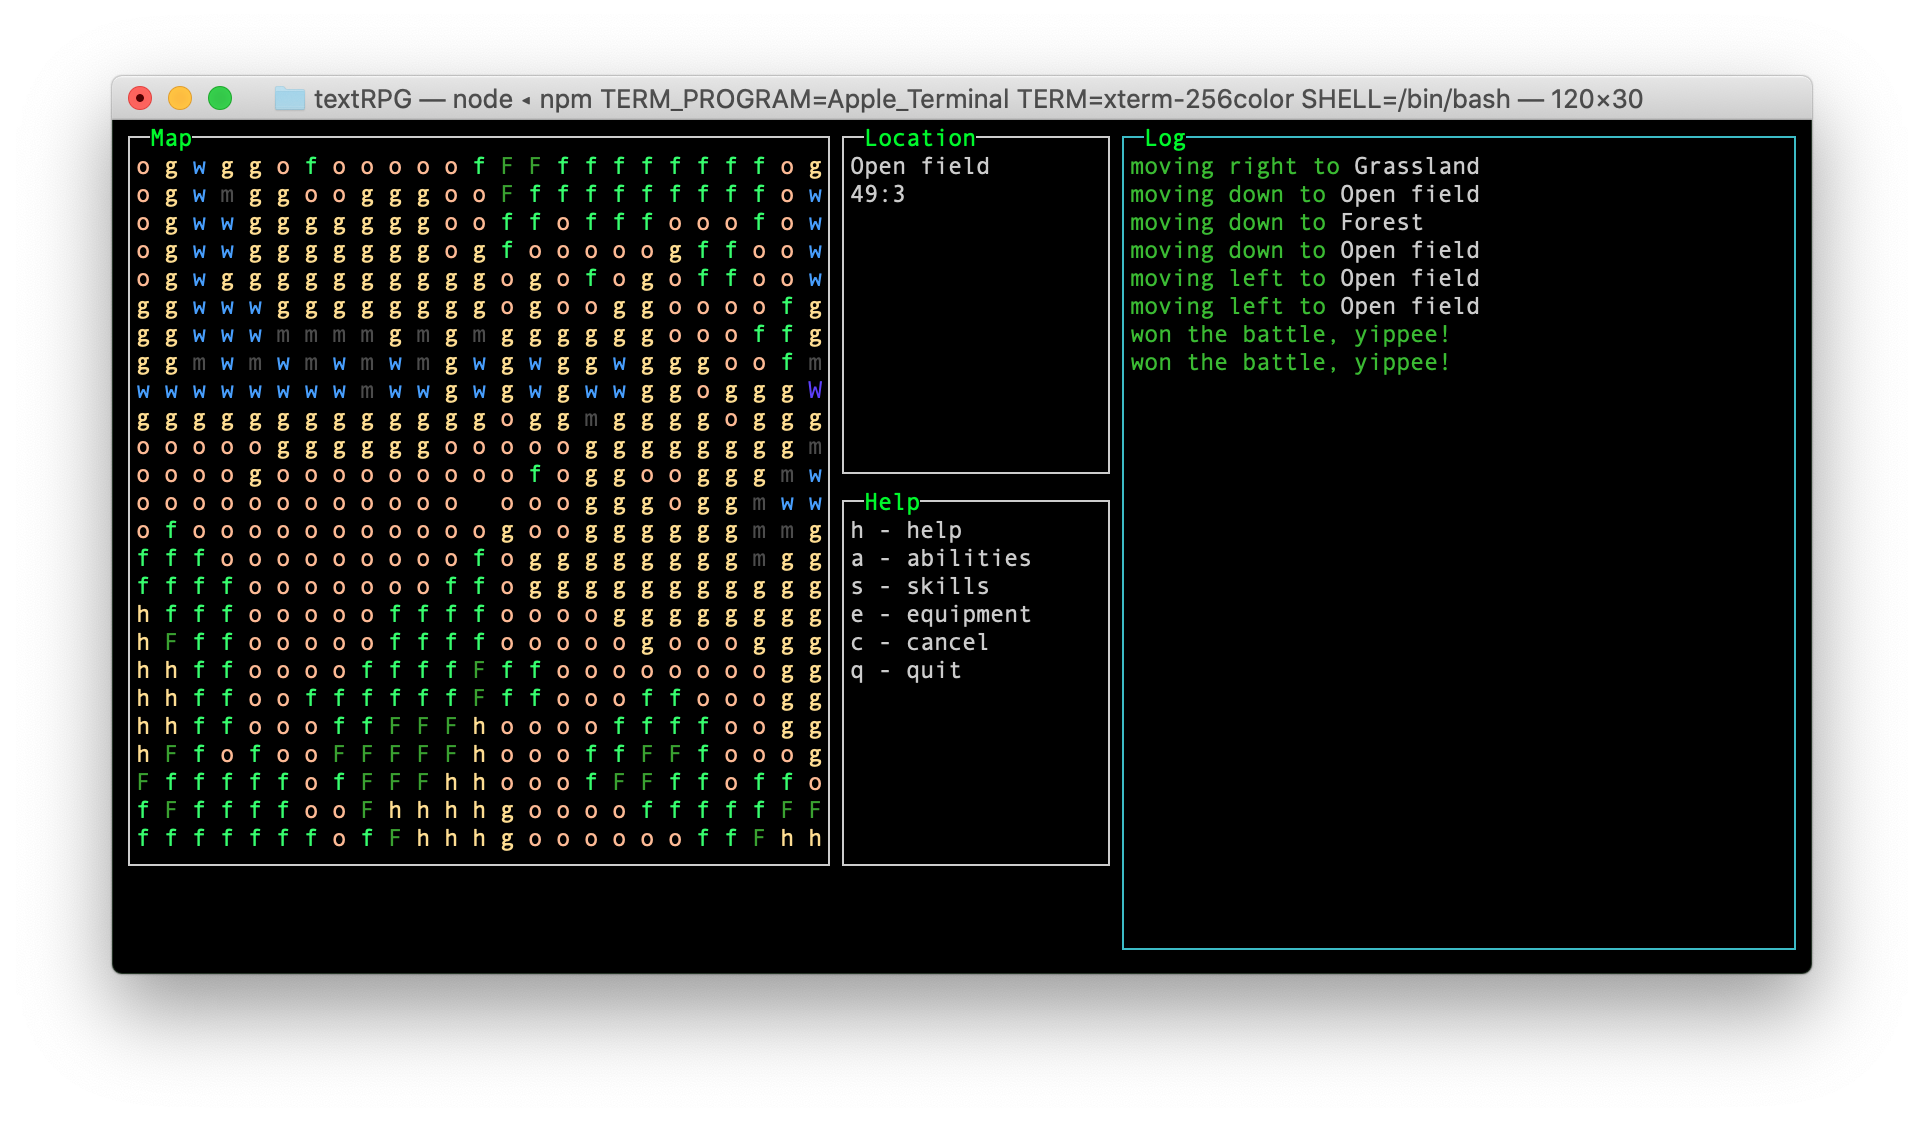 textRPG — node ◂ npm TERM_PROGRAM=Apple_Terminal TERM=xterm-256color SHELL=/bin/bash — 120×30
Map
o g w g g o f o o o o o f F F f f f f f f f f o g
o g w m g g o o g g g o o F f f f f f f f f f o w
o g w w g g g g g g g o o f f o f f f o o o f o w
o g w w g g g g g g g o g f o o o o o g f f o o w
o g w g g g g g g g g g g o g o f o g o f f o o w
g g w w w g g g g g g g g o g o o g g o o o o f g
g g w w w m m m m g m g m g g g g g g o o o f f g
g g m w m w m w m w m g w g w g g w g g g o o f m
w w w w w w w w m w w g w g w g w w g g o g g g W
g g g g g g g g g g g g g o g g m g g g g o g g g
o o o o o g g g g g g o o o o o g g g g g g g g m
o o o o g o o o o o o o o o f o g g o o g g g m w
o o o o o o o o o o o o   o o o g g g o g g m w w
o f o o o o o o o o o o o g o o g g g g g g m m g
f f f o o o o o o o o o f o g g g g g g g g m g g
f f f f o o o o o o o f f o g g g g g g g g g g g
h f f f o o o o o f f f f o o o o g g g g g g g g
h F f f o o o o o f f f f o o o o o g o o o g g g
h h f f o o o o f f f f F f f o o o o o o o o g g
h h f f o o f f f f f f F f f o o o f f o o o g g
h h f f o o o f f F F F h o o o o f f f f o o g g
h F f o f o o F F F F F h o o o f f F F f o o o g
F f f f f f o f F F F h h o o o f F F f f o f f o
f F f f f f o o F h h h h g o o o o f f f f f F F
f f f f f f f o f F h h h g o o o o o o f f F h h
Location
Open field
49:3
Help
h - help
a - abilities
s - skills
e - equipment
c - cancel
q - quit
Log
moving right to Grassland
moving down to Open field
moving down to Forest
moving down to Open field
moving left to Open field
moving left to Open field
won the battle, yippee!
won the battle, yippee!